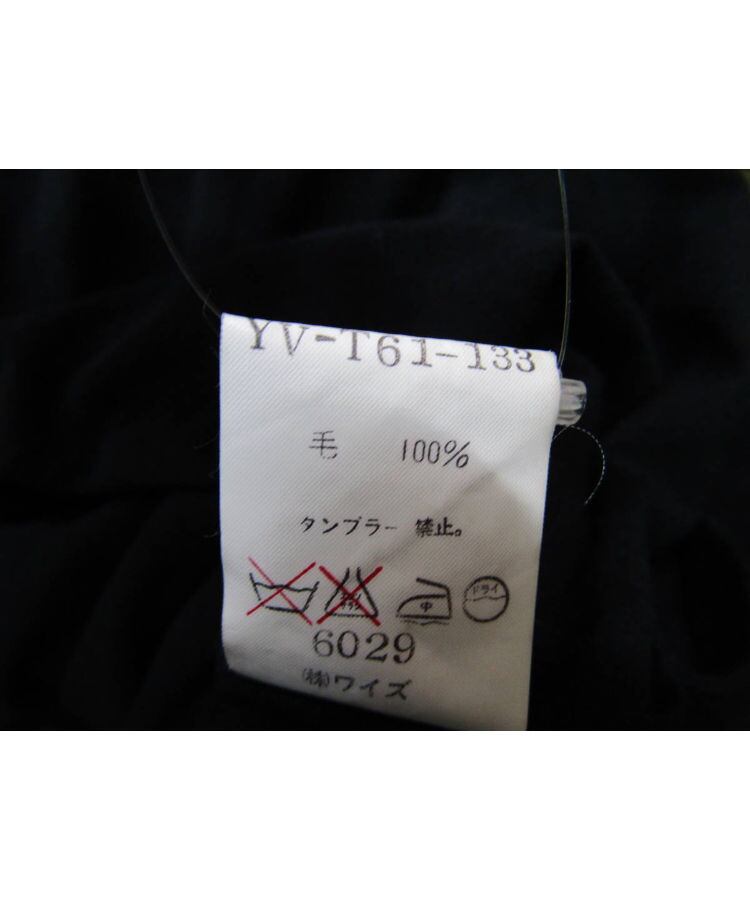 YV-T61-133
毛 100%
タンブラー 禁止。
中 ドライ
6029
㈱ワイズ